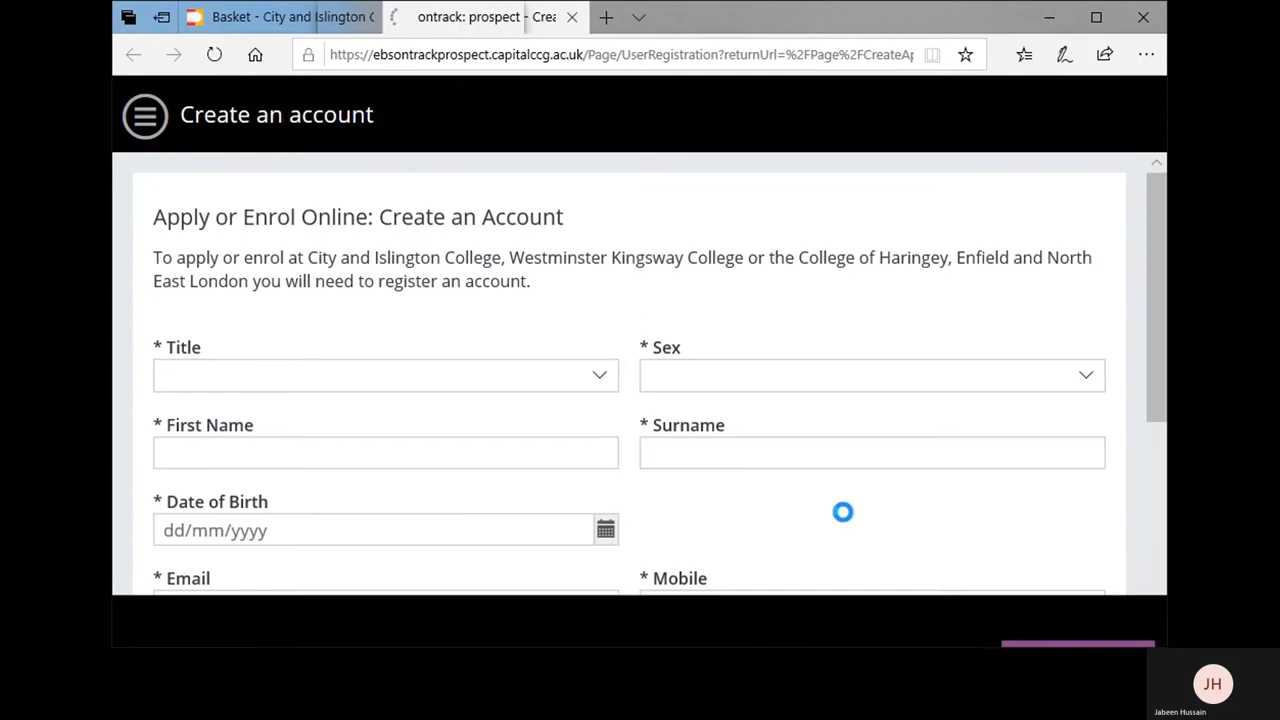 Basket - City and Islington C
ontrack: prospect - Crea
https://ebsontrackprospect.capitalccg.ac.uk/Page/UserRegistration?returnUrl=%2FPage%2FCreateAp
Create an account
Apply or Enrol Online: Create an Account
To apply or enrol at City and Islington College, Westminster Kingsway College or the College of Haringey, Enfield and North
East London you will need to register an account.
* Title
* Sex
* First Name
* Surname
* Date of Birth
dd/mm/yyyy
* Email
* Mobile
JH
Jabeen Hussain